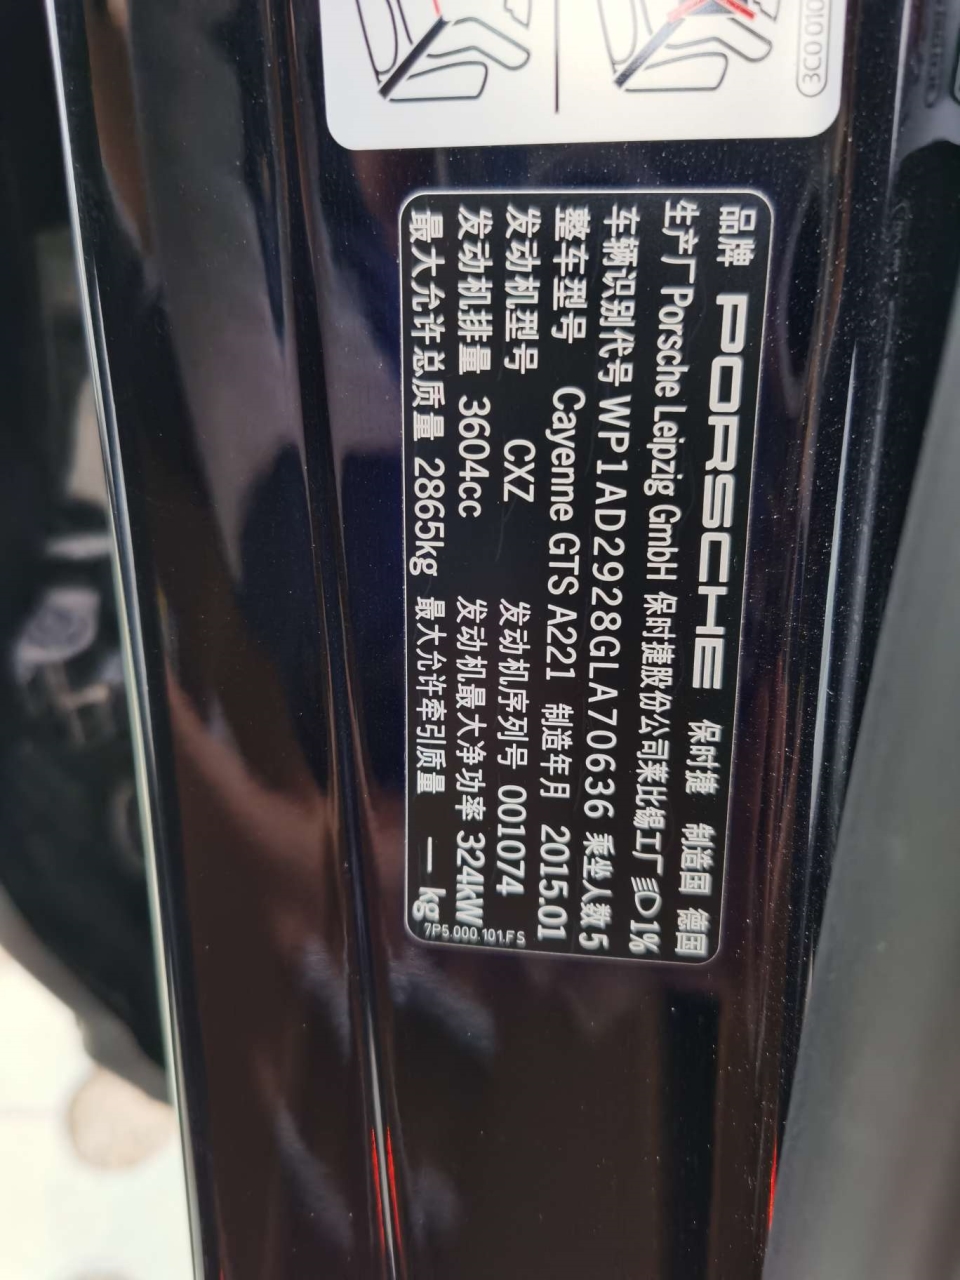 3C0 010
品牌 PORSCHE 保时捷 制造国 德国
生产厂 Porsche Leipzig GmbH 保时捷股份公司莱比锡工厂 1%
车辆识别代号 WP1AD2928GLA70636 乘坐人数 5
整车型号 Cayenne GTS A221 制造年月 2015.01
发动机型号 CXZ 发动机序列号 001074
发动机排量 3604cc 发动机最大净功率 324kW
最大允许总质量 2865kg 最大允许牵引质量 — kg
7P5.000.101.FS